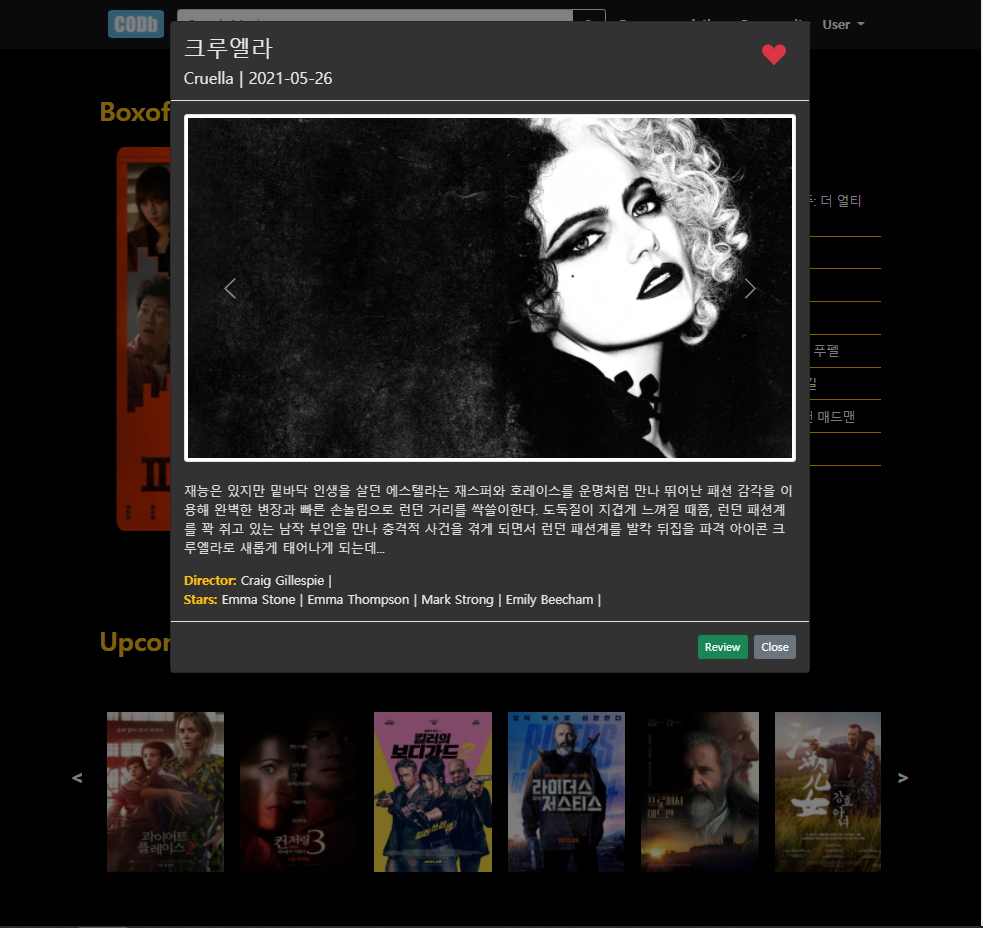 CODb
User
크루엘라
Cruella | 2021-05-26
Boxof
: 더 얼티
푸펠
길
매드맨
재능은 있지만 밑바닥 인생을 살던 에스텔라는 재스퍼와 호레이스를 운명처럼 만나 뛰어난 패션 감각을 이
용해 완벽한 변장과 빠른 손놀림으로 런던 거리를 싹쓸이한다. 도둑질이 지겹게 느껴질 때쯤, 런던 패션계
를 꽉 쥐고 있는 남작 부인을 만나 충격적 사건을 겪게 되면서 런던 패션계를 발칵 뒤집을 파격 아이콘 크
루엘라로 새롭게 태어나게 되는데...
Director: Craig Gillespie |
Stars: Emma Stone | Emma Thompson | Mark Strong | Emily Beecham |
Upcor
Review
Close
<
콰이어트
플레이스 2
컨저링3
킬러의
보디가드 2
라이더스
오브
저스티스
프로페서
매드맨
江湖儿女
강호아녀
>